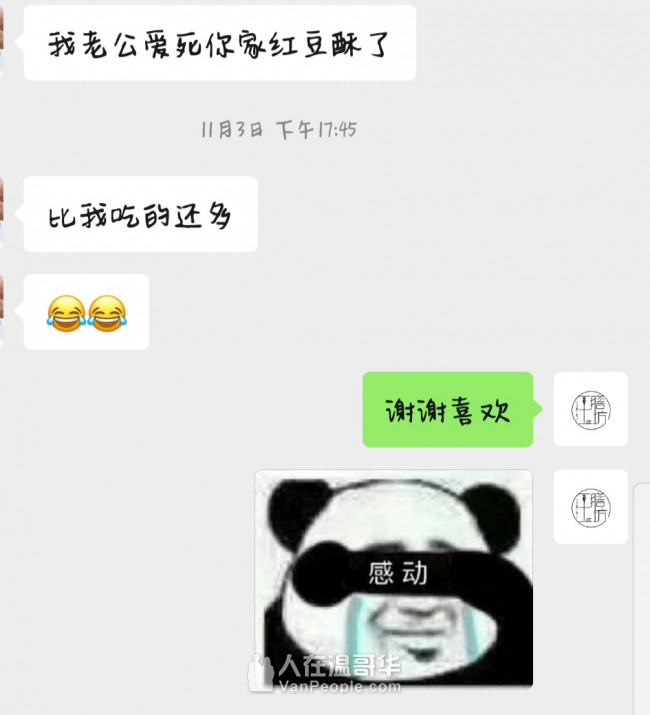 我老公爱死你家红豆酥了
11月3日 下午17:45
比我吃的还多
😂😂
谢谢喜欢
感动
人在温哥华
VanPeople.com